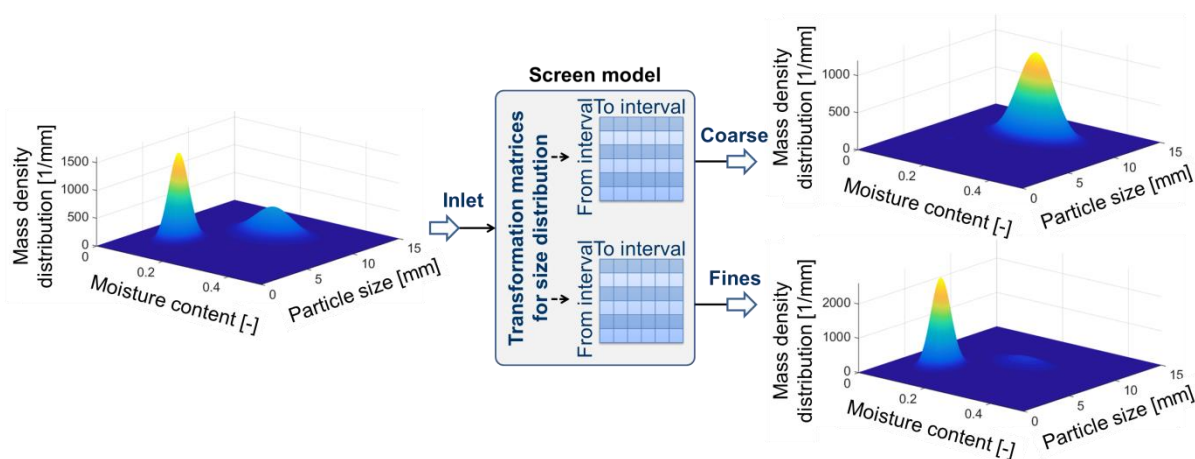 Mass density
distribution [1/mm]
1500
1000
500
0
0
0.2
0.4
Moisture content [-]
0
5
10
15
Particle size [mm]
Inlet
Screen model
Transformation matrices
for size distribution
To interval
From interval
To interval
From interval
Coarse
Fines
Mass density
distribution [1/mm]
1000
500
0
0
0.2
0.4
Moisture content [-]
0
5
10
15
Particle size [mm]
Mass density
distribution [1/mm]
2000
1000
0
0
0.2
0.4
Moisture content [-]
0
5
10
15
Particle size [mm]